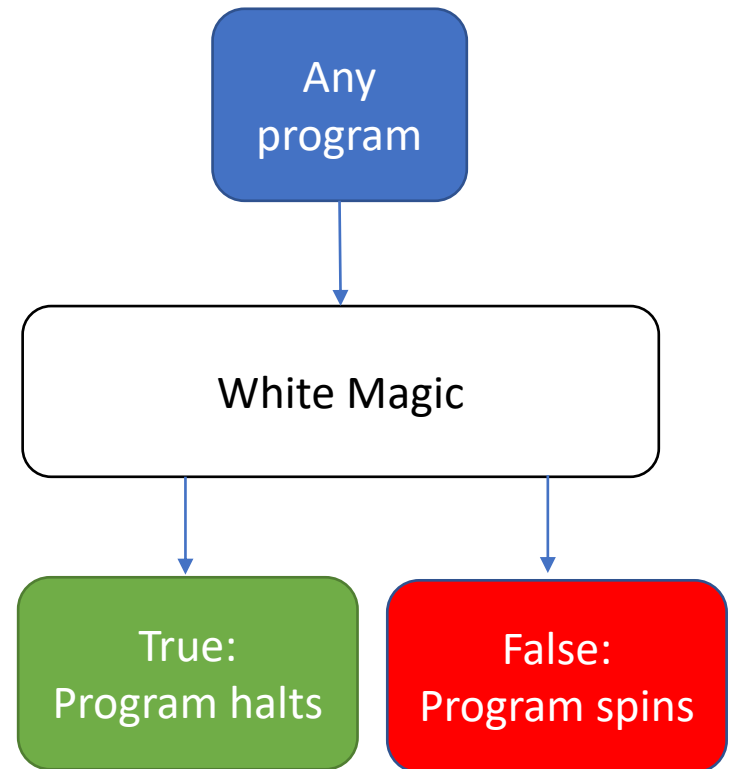 Any
program
White Magic
True:
Program halts
False:
Program spins